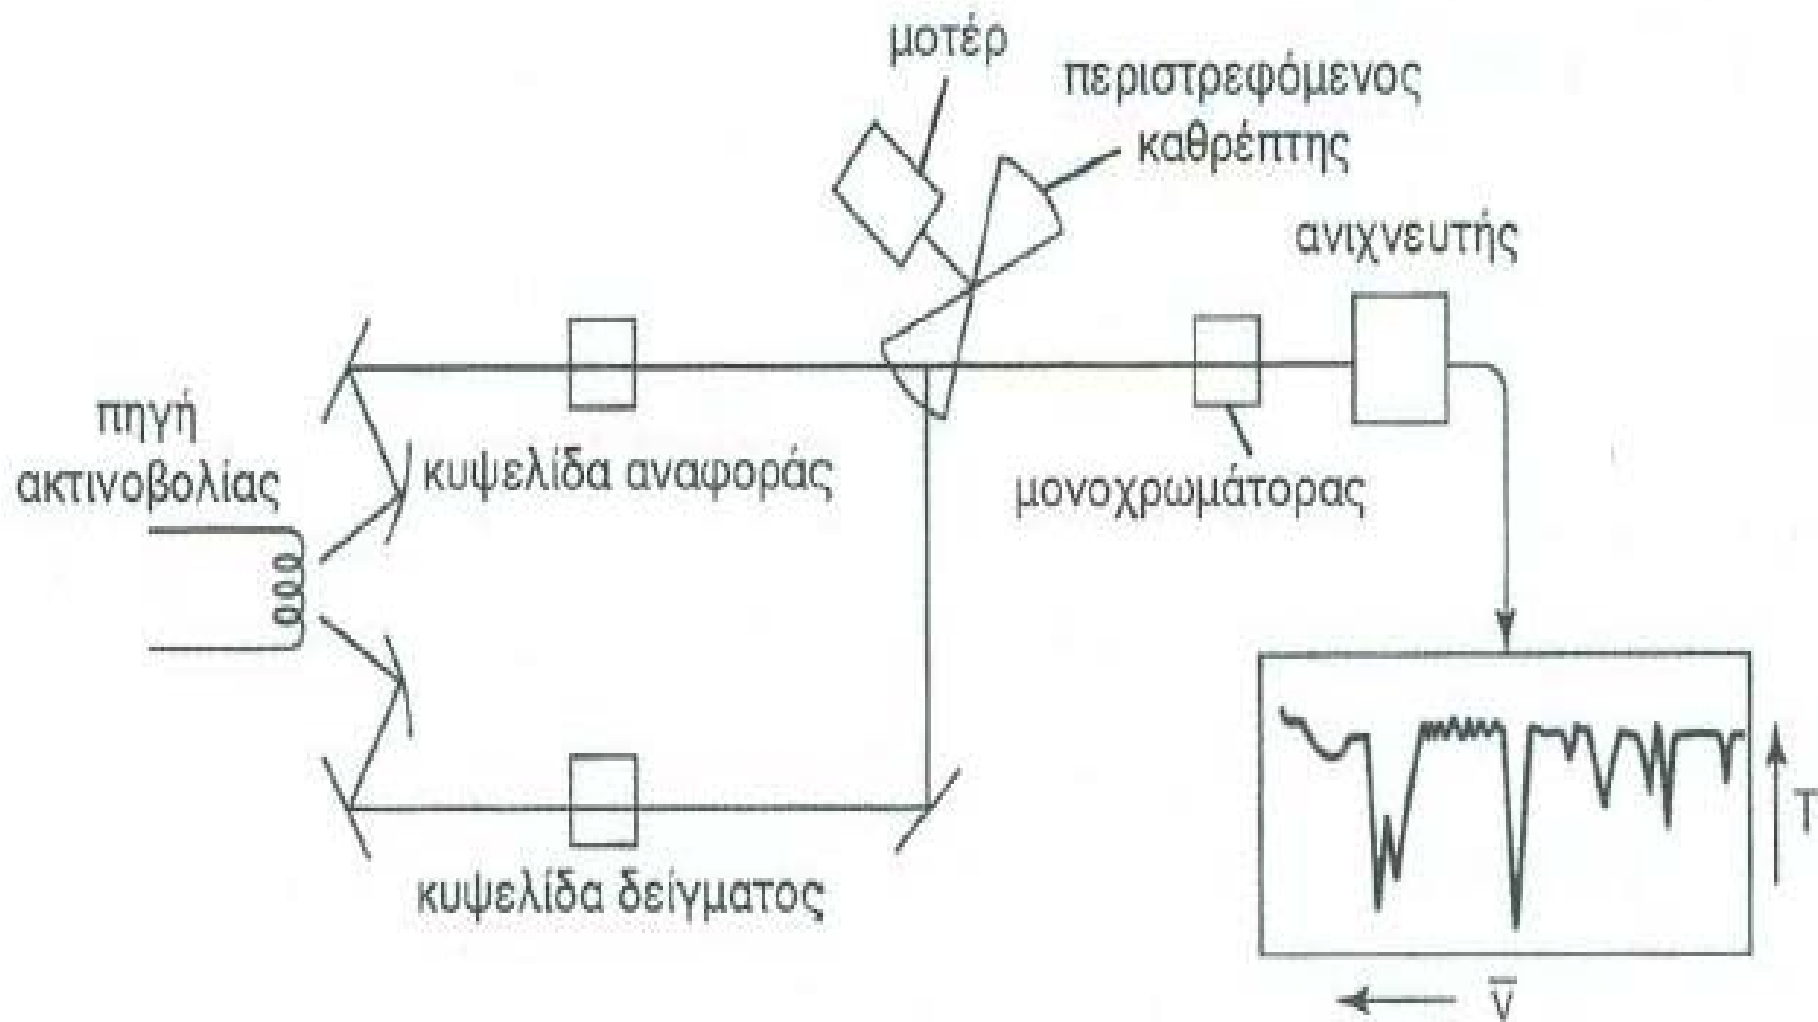 μοτέρ
περιστρεφόμενος
καθρέπτης
ανιχνευτής
πηγή
ακτινοβολίας
κυψελίδα αναφοράς
μονοχρωμάτορας
κυψελίδα δείγματος
T
ν̅